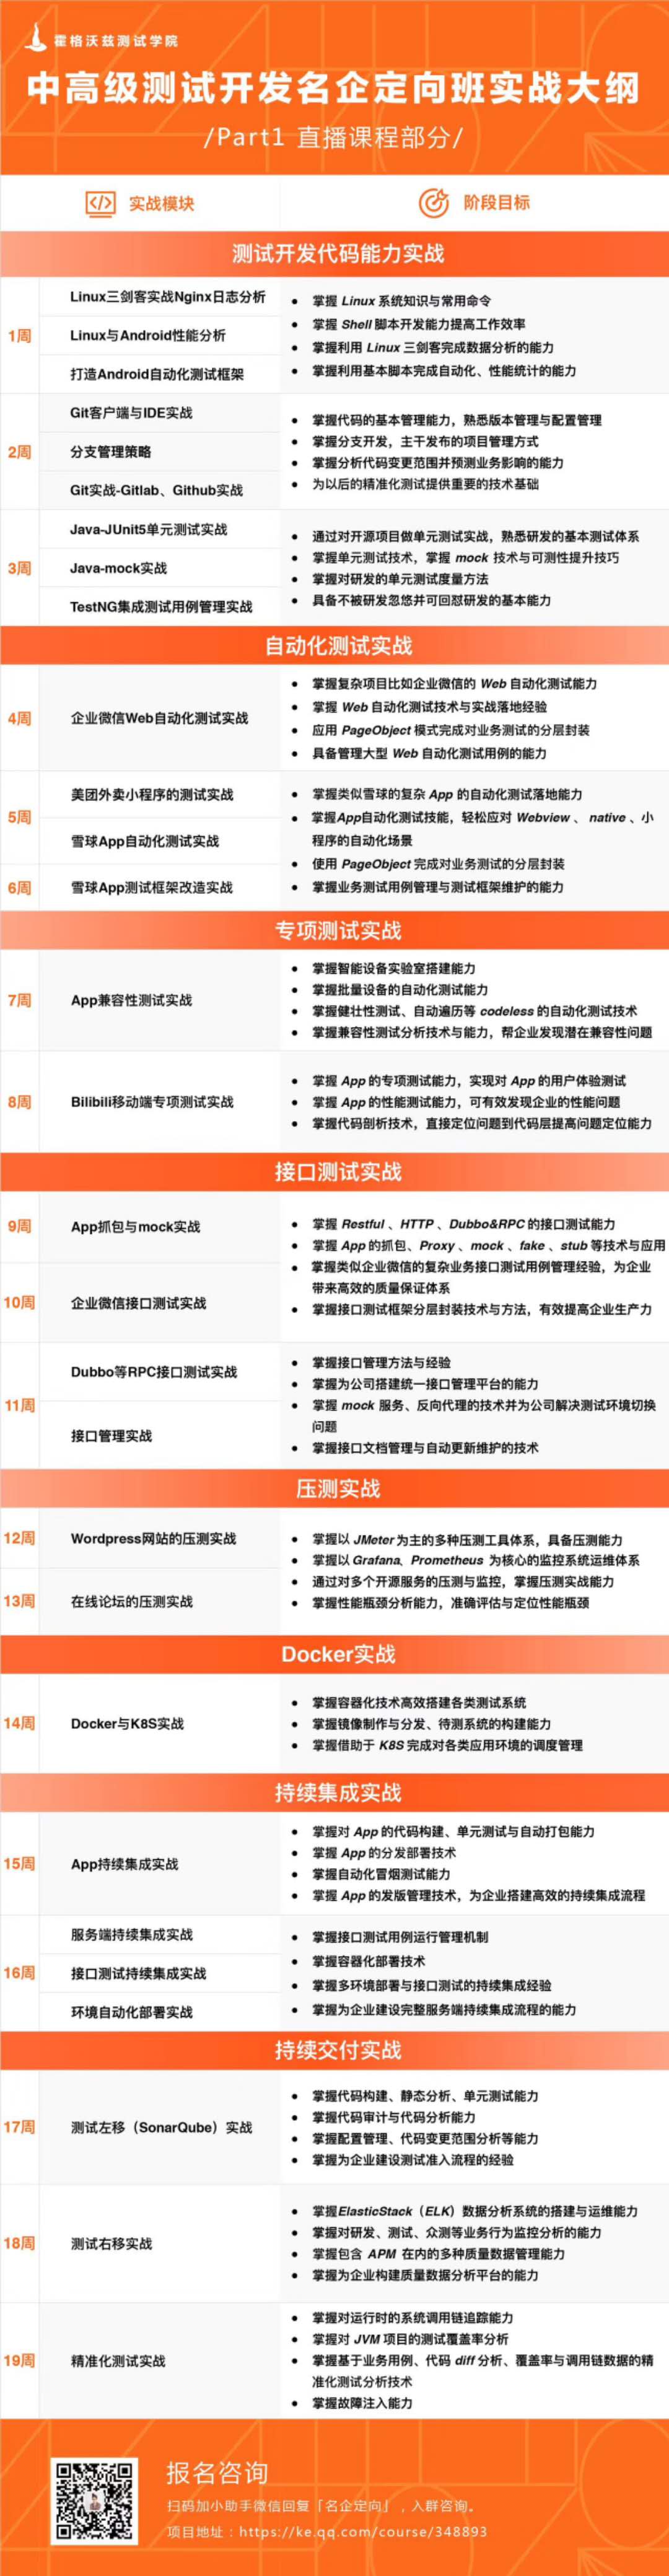 霍格沃兹测试学院
中高级测试开发名企定向班实战大纲
/Part1 直播课程部分/
实战模块
阶段目标
测试开发代码能力实战
1周
Linux三剑客实战Nginx日志分析
Linux与Android性能分析
打造Android自动化测试框架
掌握 Linux 系统知识与常用命令
掌握 Shell 脚本开发能力提高工作效率
掌握利用 Linux 三剑客完成数据分析的能力
掌握利用基本脚本完成自动化、性能统计的能力
2周
Git客户端与IDE实战
分支管理策略
Git实战-Gitlab、Github实战
掌握代码的基本管理能力，熟悉版本管理与配置管理
掌握分支开发，主干发布的项目管理方式
掌握分析代码变更范围并预测业务影响的能力
为以后的精准化测试提供重要的技术基础
3周
Java-JUnit5单元测试实战
Java-mock实战
TestNG集成测试用例管理实战
通过对开源项目做单元测试实战，熟悉研发的基本测试体系
掌握单元测试技术，掌握 mock 技术与可测性提升技巧
掌握对研发的单元测试度量方法
具备不被研发忽悠并可回怼研发的基本能力
自动化测试实战
4周
企业微信Web自动化测试实战
掌握复杂项目比如企业微信的 Web 自动化测试能力
掌握 Web 自动化测试技术与实战落地经验
应用 PageObject 模式完成对业务测试的分层封装
具备管理大型 Web 自动化测试用例的能力
5周
美团外卖小程序的测试实战
雪球App自动化测试实战
6周
雪球App测试框架改造实战
掌握类似雪球的复杂 App 的自动化测试落地能力
掌握App自动化测试技能，轻松应对 Webview 、 native 、小
程序的自动化场景
使用 PageObject 完成对业务测试的分层封装
掌握业务测试用例管理与测试框架维护的能力
专项测试实战
7周
App兼容性测试实战
掌握智能设备实验室搭建能力
掌握批量设备的自动化测试能力
掌握健壮性测试、自动遍历等 codeless 的自动化测试技术
掌握兼容性测试分析技术与能力，帮企业发现潜在兼容性问题
8周
Bilibili移动端专项测试实战
掌握 App 的专项测试能力，实现对 App 的用户体验测试
掌握 App 的性能测试能力，可有效发现企业的性能问题
掌握代码剖析技术，直接定位问题到代码层提高问题定位能力
接口测试实战
9周
App抓包与mock实战
10周
企业微信接口测试实战
掌握 Restful 、HTTP 、Dubbo&RPC 的接口测试能力
掌握 App 的抓包、Proxy 、mock 、fake 、stub 等技术与应用
掌握类似企业微信的复杂业务接口测试用例管理经验，为企业
带来高效的质量保证体系
掌握接口测试框架分层封装技术与方法，有效提高企业生产力
11周
Dubbo等RPC接口测试实战
接口管理实战
掌握接口管理方法与经验
掌握为公司搭建统一接口管理平台的能力
掌握 mock 服务、反向代理的技术并为公司解决测试环境切换
问题
掌握接口文档管理与自动更新维护的技术
压测实战
12周
Wordpress网站的压测实战
13周
在线论坛的压测实战
掌握以 JMeter 为主的多种压测工具体系，具备压测能力
掌握以 Grafana、Prometheus 为核心的监控系统运维体系
通过对多个开源服务的压测与监控，掌握压测实战能力
掌握性能瓶颈分析能力，准确评估与定位性能瓶颈
Docker实战
14周
Docker与K8S实战
掌握容器化技术高效搭建各类测试系统
掌握镜像制作与分发、待测系统的构建能力
掌握借助于 K8S 完成对各类应用环境的调度管理
持续集成实战
15周
App持续集成实战
掌握对 App 的代码构建、单元测试与自动打包能力
掌握 App 的分发部署技术
掌握自动化冒烟测试能力
掌握 App 的发版管理技术，为企业搭建高效的持续集成流程
16周
服务端持续集成实战
接口测试持续集成实战
环境自动化部署实战
掌握接口测试用例运行管理机制
掌握容器化部署技术
掌握多环境部署与接口测试的持续集成经验
掌握为企业建设完整服务端持续集成流程的能力
持续交付实战
17周
测试左移（SonarQube）实战
掌握代码构建、静态分析、单元测试能力
掌握代码审计与代码分析能力
掌握配置管理、代码变更范围分析等能力
掌握为企业建设测试准入流程的经验
18周
测试右移实战
掌握ElasticStack（ELK）数据分析系统的搭建与运维能力
掌握对研发、测试、众测等业务行为监控分析的能力
掌握包含 APM 在内的多种质量数据管理能力
掌握为企业构建质量数据分析平台的能力
19周
精准化测试实战
掌握对运行时的系统调用链追踪能力
掌握对 JVM 项目的测试覆盖率分析
掌握基于业务用例、代码 diff 分析、覆盖率与调用链数据的精
准化测试分析技术
掌握故障注入能力
报名咨询
扫码加小助手微信回复「名企定向」，入群咨询。
项目地址：https://ke.qq.com/course/348893